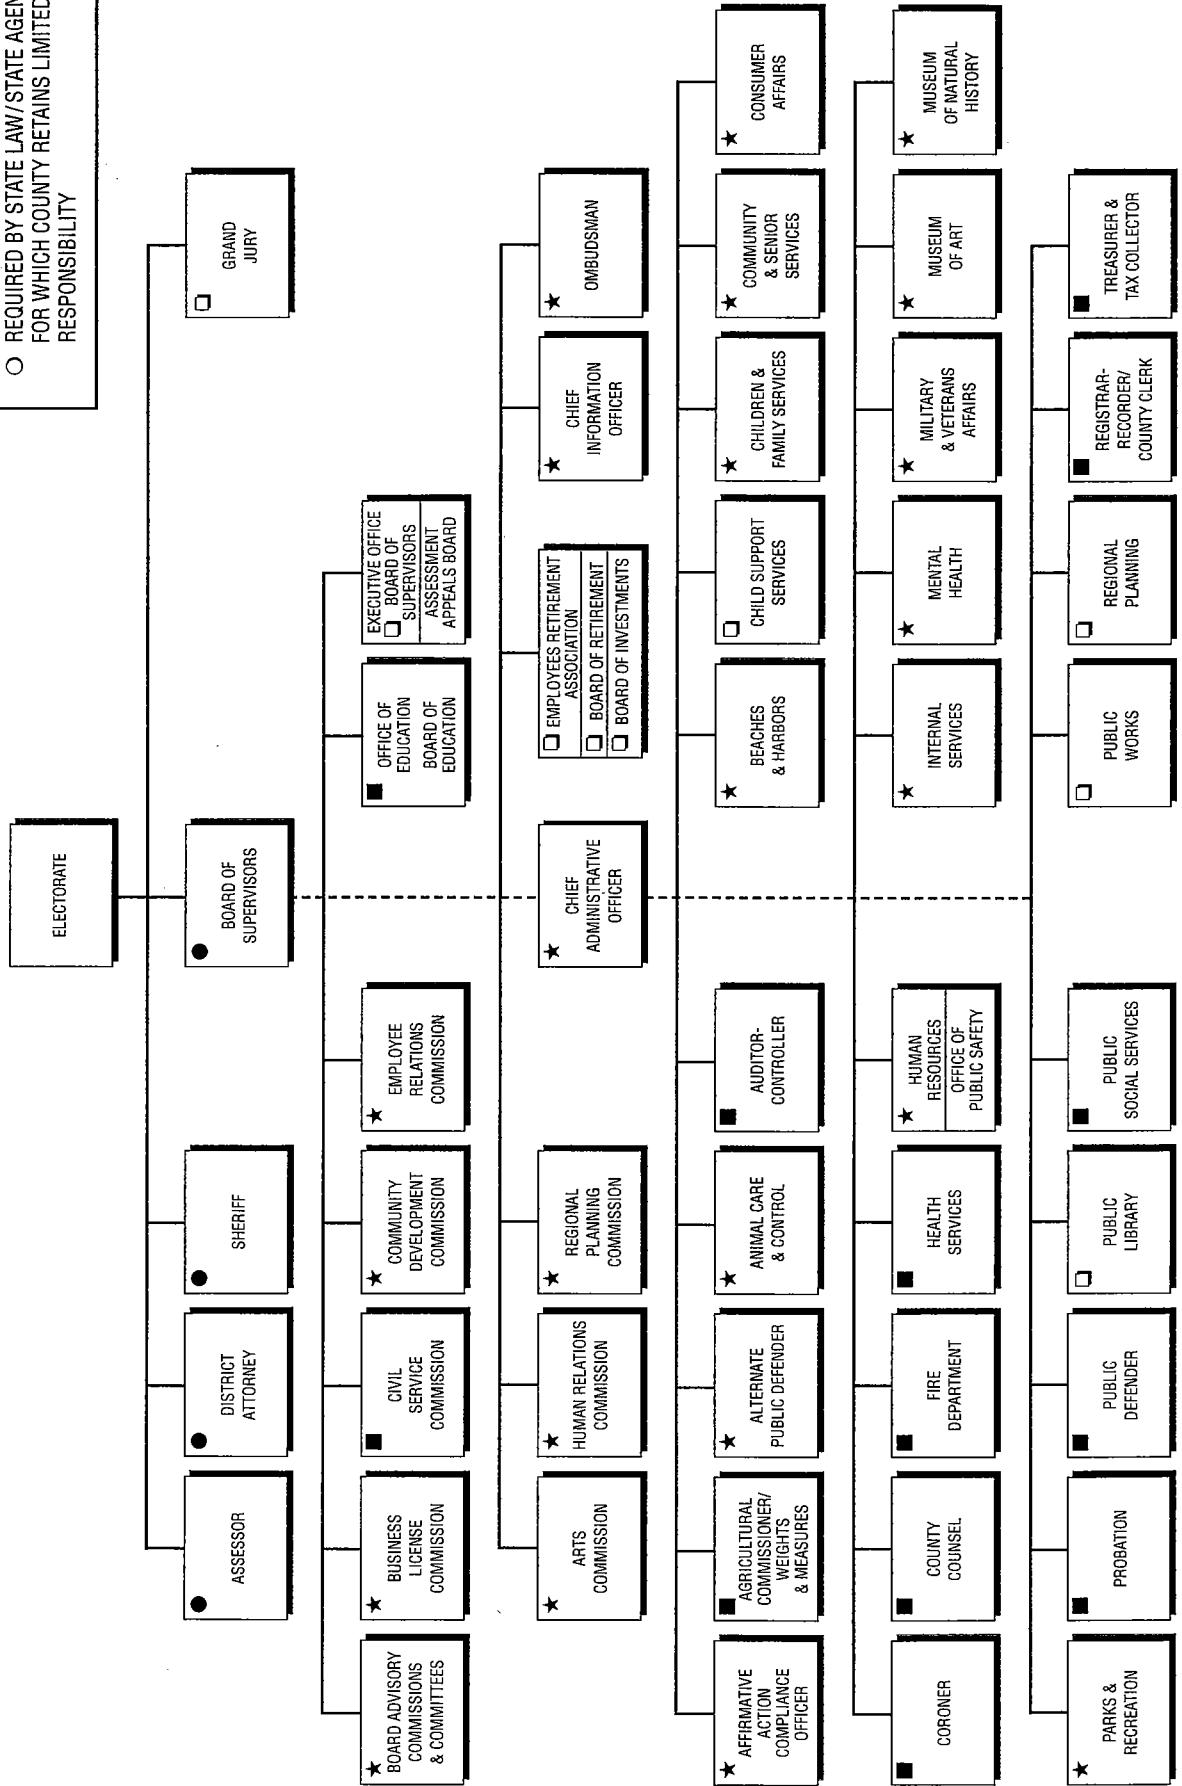 ○ REQUIRED BY STATE LAW/STATE AGEN
FOR WHICH COUNTY RETAINS LIMITED
RESPONSIBILITY
ELECTORATE
ASSESSOR
DISTRICT
ATTORNEY
SHERIFF
BOARD OF
SUPERVISORS
GRAND
JURY
BOARD ADVISORY
COMMISSIONS
& COMMITTEES
BUSINESS
LICENSE
COMMISSION
CIVIL
SERVICE
COMMISSION
COMMUNITY
DEVELOPMENT
COMMISSION
EMPLOYEE
RELATIONS
COMMISSION
OFFICE OF
EDUCATION
BOARD OF
EDUCATION
EXECUTIVE OFFICE
BOARD OF
SUPERVISORS
ASSESSMENT
APPEALS BOARD
ARTS
COMMISSION
HUMAN RELATIONS
COMMISSION
REGIONAL
PLANNING
COMMISSION
CHIEF
ADMINISTRATIVE
OFFICER
EMPLOYEES RETIREMENT
ASSOCIATION
BOARD OF RETIREMENT
BOARD OF INVESTMENTS
CHIEF
INFORMATION
OFFICER
OMBUDSMAN
AFFIRMATIVE
ACTION
COMPLIANCE
OFFICER
AGRICULTURAL
COMMISSIONER/
WEIGHTS
& MEASURES
ALTERNATE
PUBLIC DEFENDER
ANIMAL CARE
& CONTROL
AUDITOR-
CONTROLLER
BEACHES
& HARBORS
CHILD SUPPORT
SERVICES
CHILDREN &
FAMILY SERVICES
COMMUNITY
& SENIOR
SERVICES
CONSUMER
AFFAIRS
CORONER
COUNTY
COUNSEL
FIRE
DEPARTMENT
HEALTH
SERVICES
HUMAN
RESOURCES
OFFICE OF
PUBLIC SAFETY
INTERNAL
SERVICES
MENTAL
HEALTH
MILITARY
& VETERANS
AFFAIRS
MUSEUM
OF ART
MUSEUM
OF NATURAL
HISTORY
PARKS &
RECREATION
PROBATION
PUBLIC
DEFENDER
PUBLIC
LIBRARY
PUBLIC
SOCIAL SERVICES
PUBLIC
WORKS
REGIONAL
PLANNING
REGISTRAR-
RECORDER/
COUNTY CLERK
TREASURER &
TAX COLLECTOR